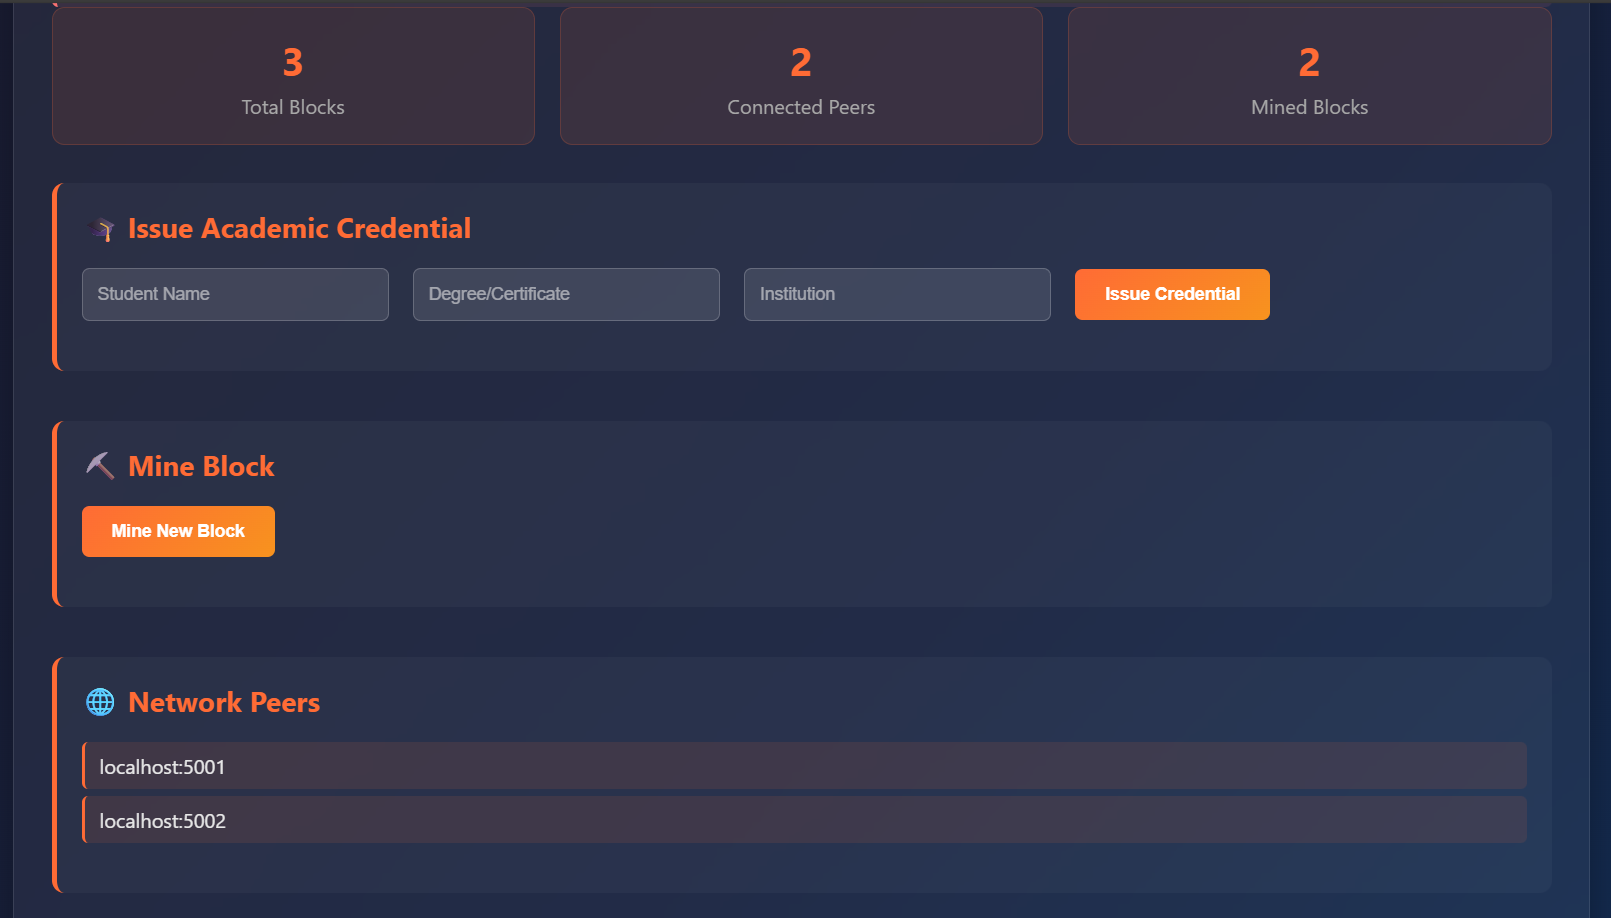 3
Total Blocks
2
Connected Peers
2
Mined Blocks
Issue Academic Credential
Student Name
Degree/Certificate
Institution
Issue Credential
Mine Block
Mine New Block
Network Peers
localhost:5001
localhost:5002